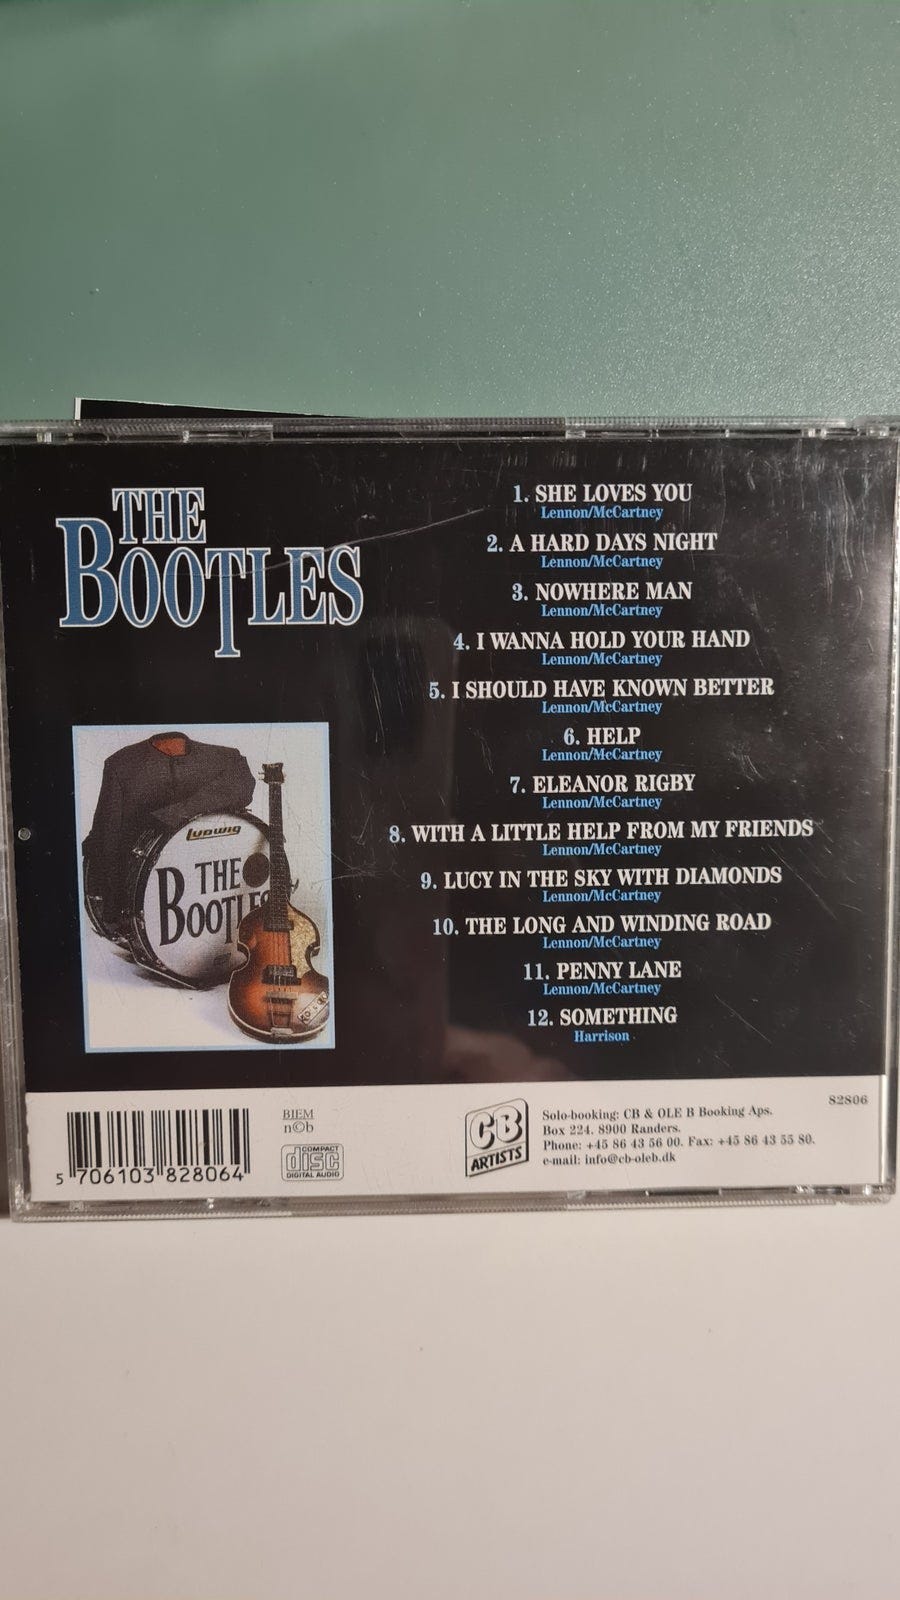 THE
BOOTLES
1. SHE LOVES YOU
Lennon/McCartney
2. A HARD DAYS NIGHT
Lennon/McCartney
3. NOWHERE MAN
Lennon/McCartney
4. I WANNA HOLD YOUR HAND
Lennon/McCartney
5. I SHOULD HAVE KNOWN BETTER
Lennon/McCartney
6. HELP
Lennon/McCartney
7. ELEANOR RIGBY
Lennon/McCartney
8. WITH A LITTLE HELP FROM MY FRIENDS
Lennon/McCartney
9. LUCY IN THE SKY WITH DIAMONDS
Lennon/McCartney
10. THE LONG AND WINDING ROAD
Lennon/McCartney
11. PENNY LANE
Lennon/McCartney
12. SOMETHING
Harrison
Ludwig
THE
BOOTLES
5 706103 828064
BIEM
n©b
COMPACT
disc
DIGITAL AUDIO
CB
ARTISTS
Solo-booking: CB & OLE B Booking Aps.
Box 224. 8900 Randers.
Phone: +45 86 43 56 00. Fax: +45 86 43 55 80.
e-mail: info@cb-oleb.dk
82806